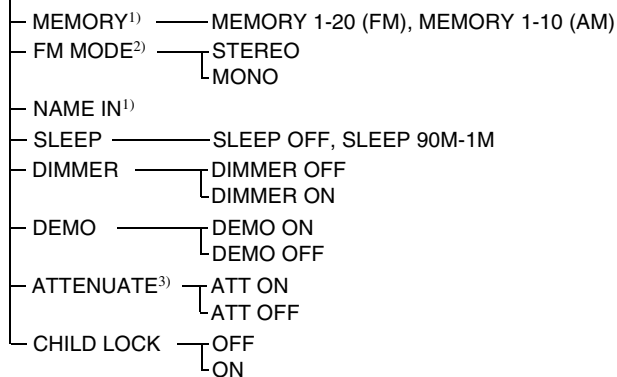 MEMORY1) MEMORY 1-20 (FM), MEMORY 1-10 (AM)
FM MODE2) STEREO
MONO
NAME IN1)
SLEEP SLEEP OFF, SLEEP 90M-1M
DIMMER DIMMER OFF
DIMMER ON
DEMO DEMO ON
DEMO OFF
ATTENUATE3) ATT ON
ATT OFF
CHILD LOCK OFF
ON